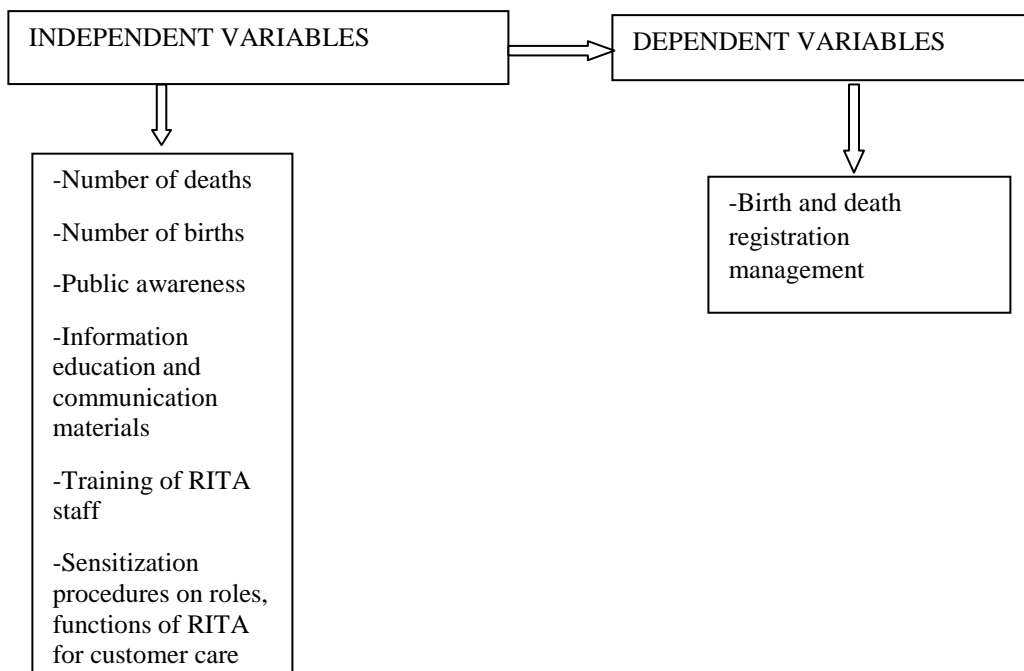 INDEPENDENT VARIABLES
DEPENDENT VARIABLES
-Number of deaths
-Number of births
-Public awareness
-Information
education and
communication
materials
-Training of RITA
staff
-Sensitization
procedures on roles,
functions of RITA
for customer care
-Birth and death
registration
management